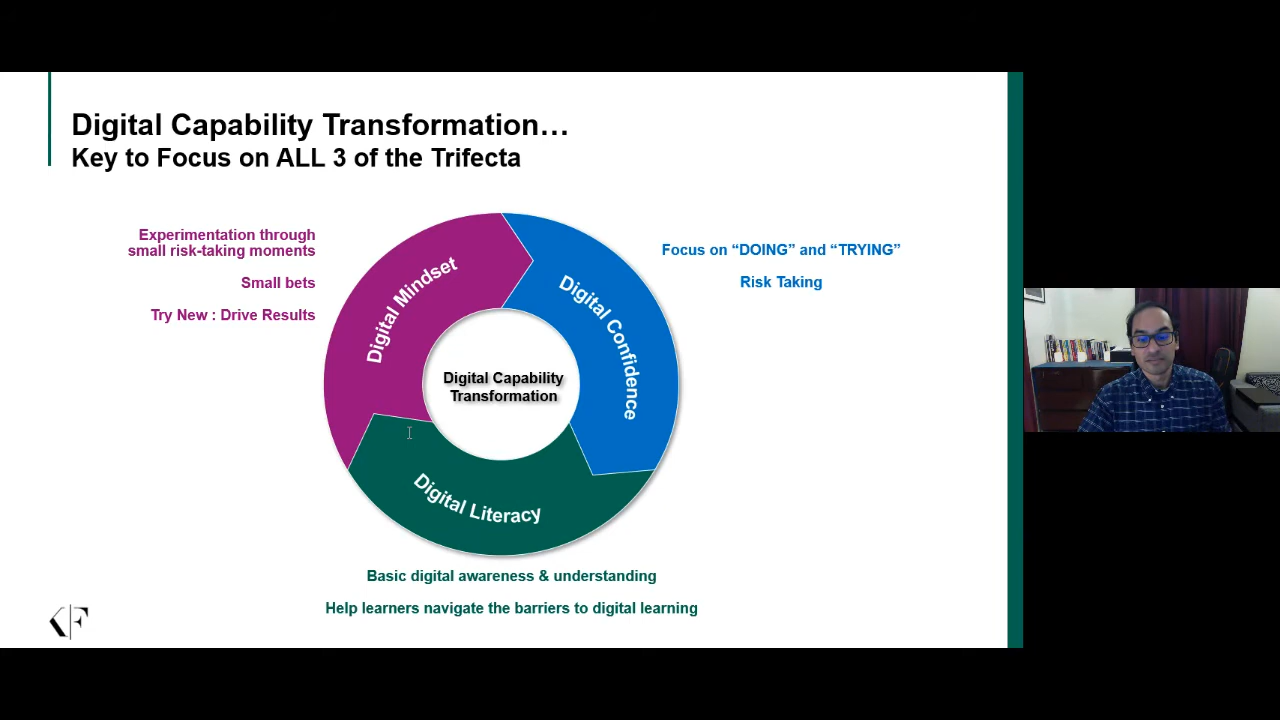 Digital Capability Transformation…
Key to Focus on ALL 3 of the Trifecta
Experimentation through
small risk-taking moments
Small bets
Try New : Drive Results
Digital Mindset
Digital Confidence
Focus on “DOING” and “TRYING”
Risk Taking
Digital Capability
Transformation
Digital Literacy
Basic digital awareness & understanding
Help learners navigate the barriers to digital learning
KF